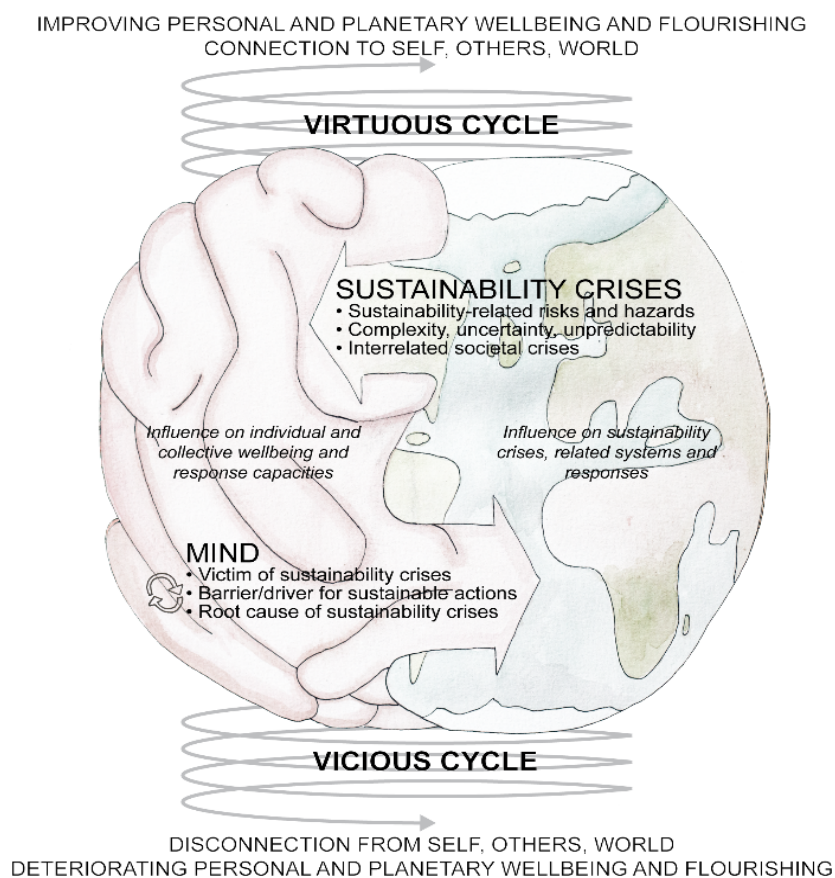 IMPROVING PERSONAL AND PLANETARY WELLBEING AND FLOURISHING
CONNECTION TO SELF, OTHERS, WORLD
VIRTUOUS CYCLE
SUSTAINABILITY CRISES
• Sustainability-related risks and hazards
• Complexity, uncertainty, unpredictability
• Interrelated societal crises
Influence on individual and
collective wellbeing and
response capacities
Influence on sustainability
crises, related systems and
responses
MIND
• Victim of sustainability crises
• Barrier/driver for sustainable actions
• Root cause of sustainability crises
VICIOUS CYCLE
DISCONNECTION FROM SELF, OTHERS, WORLD
DETERIORATING PERSONAL AND PLANETARY WELLBEING AND FLOURISHING